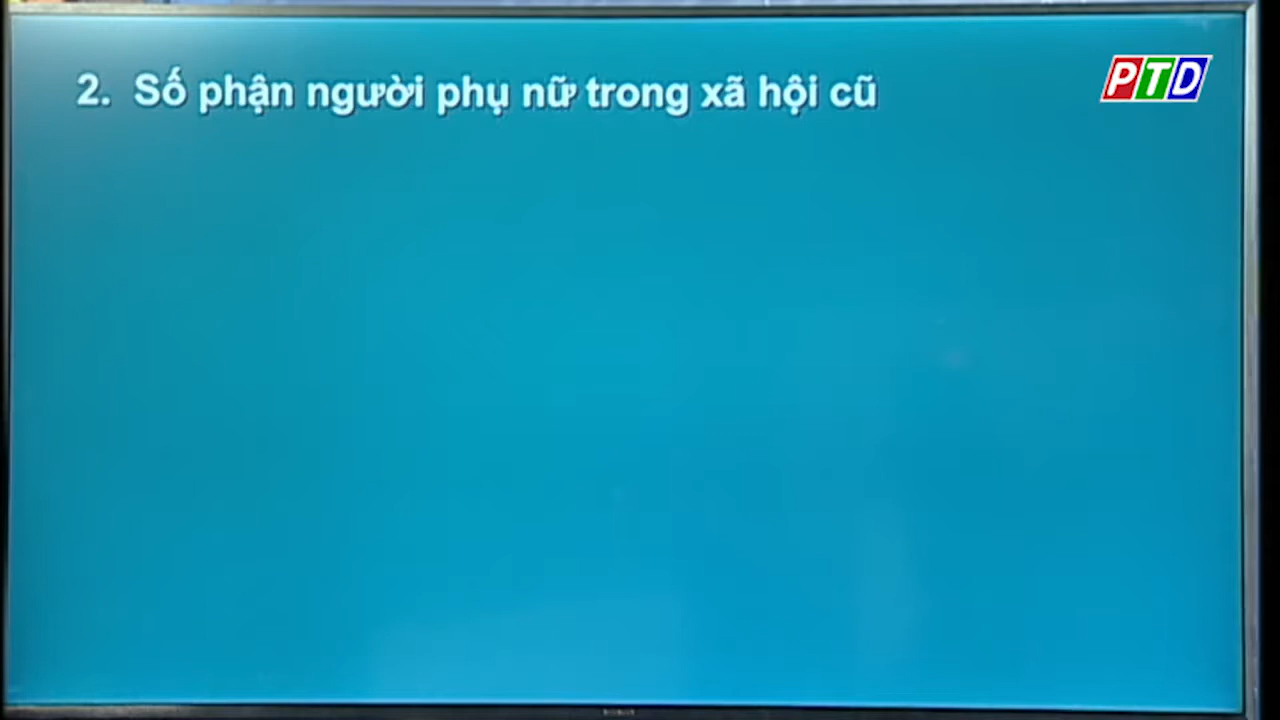 2. Số phận người phụ nữ trong xã hội cũ
PTD